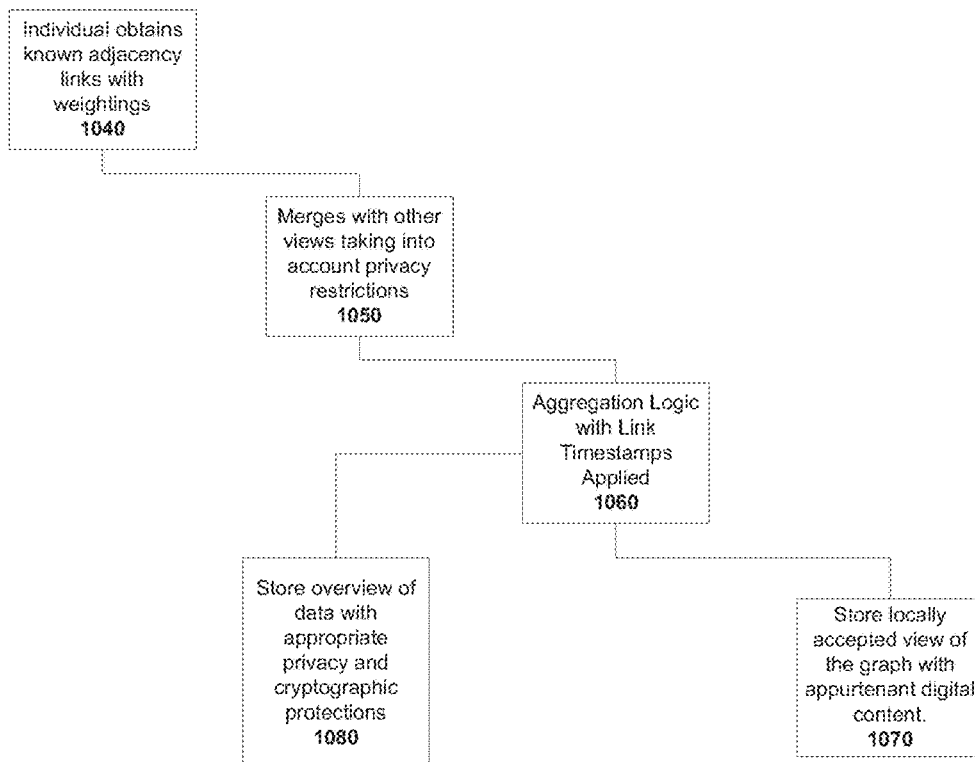 Individual obtains
known adjacency
links with
weightings
1040
Merges with other
views taking into
account privacy
restrictions
1050
Aggregation Logic
with Link
Timestamps
Applied
1060
Store overview of
data with
appropriate
privacy and
cryptographic
protections
1080
Store locally
accepted view of
the graph with
appurtenant digital
content.
1070